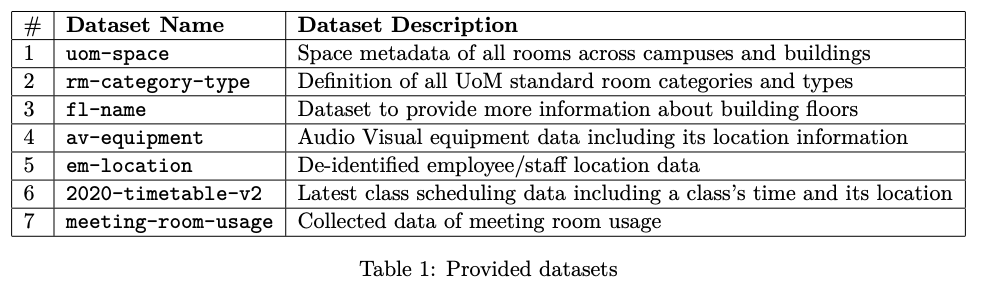 # Dataset Name Dataset Description
1 uom-space Space metadata of all rooms across campuses and buildings
2 rm-category-type Definition of all UoM standard room categories and types
3 fl-name Dataset to provide more information about building floors
4 av-equipment Audio Visual equipment data including its location information
5 em-location De-identified employee/staff location data
6 2020-timetable-v2 Latest class scheduling data including a class's time and its location
7 meeting-room-usage Collected data of meeting room usage
Table 1: Provided datasets